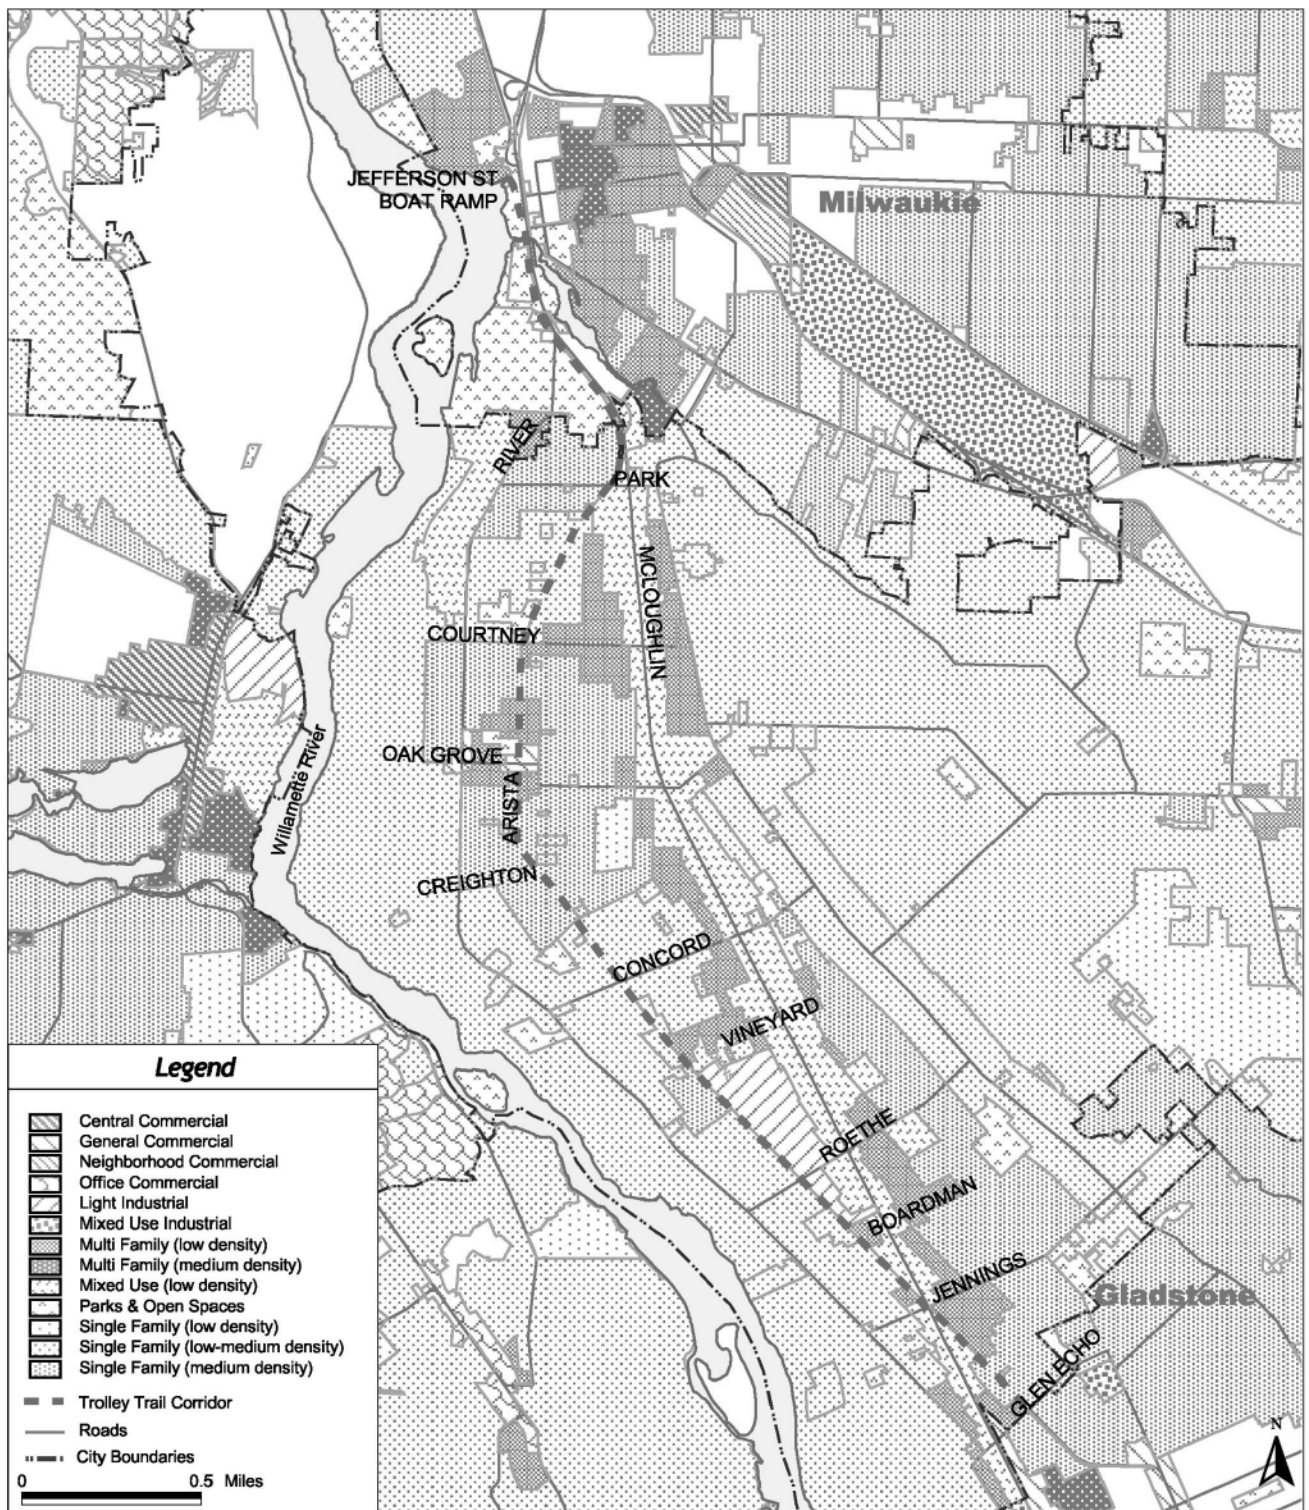 JEFFERSON ST
BOAT RAMP
Milwaukie
RIVER
PARK
MCLOUGHLIN
COURTNEY
Willamette River
OAK GROVE
ARISTA
CREIGHTON
CONCORD
VINEYARD
ROETHE
BOARDMAN
JENNINGS
Gladstone
GLEN ECHO
Legend
Central Commercial
General Commercial
Neighborhood Commercial
Office Commercial
Light Industrial
Mixed Use Industrial
Multi Family (low density)
Multi Family (medium density)
Mixed Use (low density)
Parks & Open Spaces
Single Family (low density)
Single Family (low-medium density)
Single Family (medium density)
Trolley Trail Corridor
Roads
City Boundaries
0 0.5 Miles
N